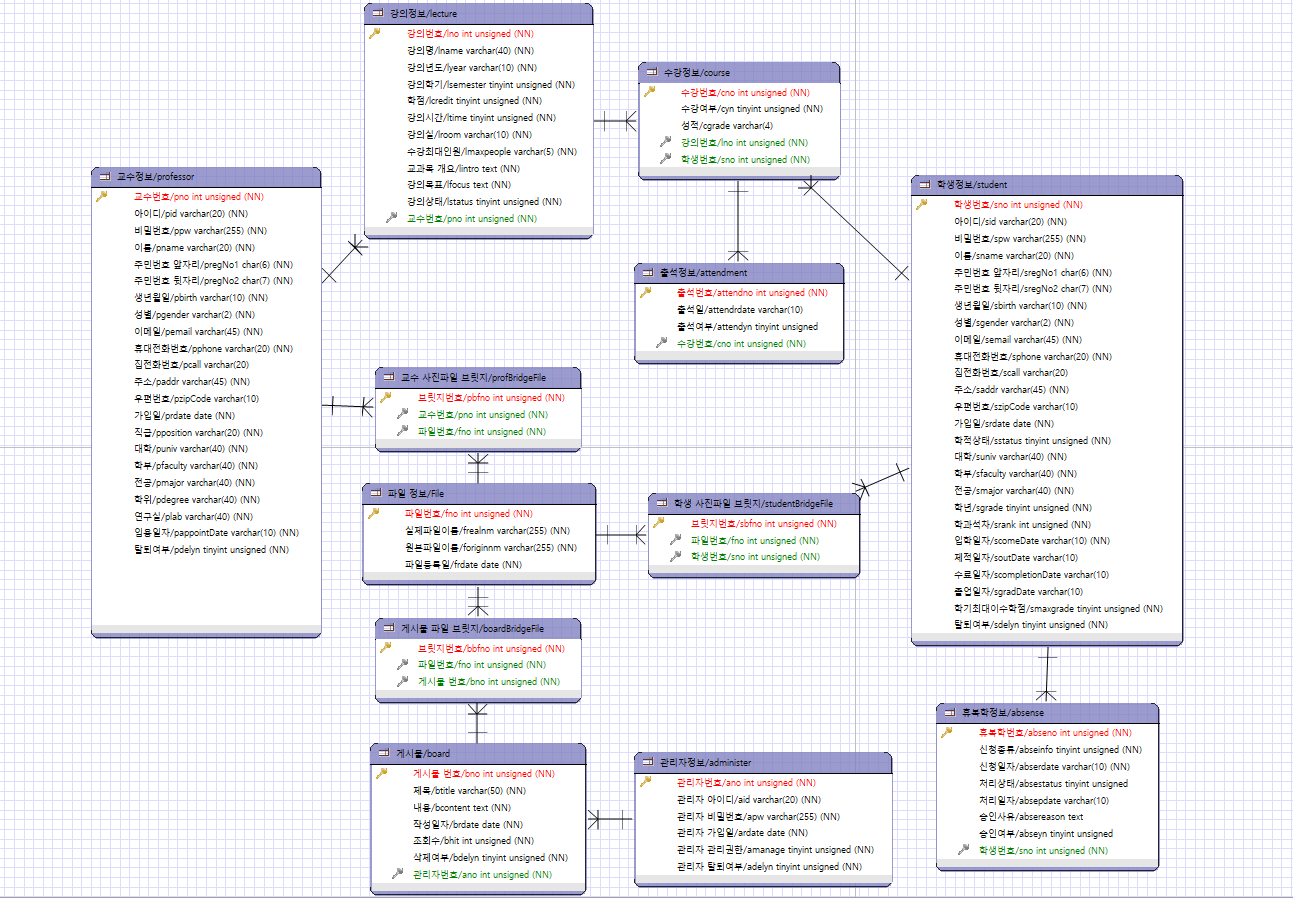 강의정보/lecture
강의번호/lno int unsigned (NN)
강의명/lname varchar(40) (NN)
강의년도/lyear varchar(10) (NN)
강의학기/lsemester tinyint unsigned (NN)
학점/lcredit tinyint unsigned (NN)
강의시간/ltime tinyint unsigned (NN)
강의실/lroom varchar(10) (NN)
수강최대인원/lmaxpeople varchar(5) (NN)
교과목 개요/lintro text (NN)
강의목표/lfocus text (NN)
강의상태/lstatus tinyint unsigned (NN)
교수번호/pno int unsigned (NN)
수강정보/course
수강번호/cno int unsigned (NN)
수강여부/cyn tinyint unsigned (NN)
성적/cgrade varchar(4)
강의번호/lno int unsigned (NN)
학생번호/sno int unsigned (NN)
교수정보/professor
교수번호/pno int unsigned (NN)
아이디/pid varchar(20) (NN)
비밀번호/ppw varchar(255) (NN)
이름/pname varchar(20) (NN)
주민번호 앞자리/pregNo1 char(6) (NN)
주민번호 뒷자리/pregNo2 char(7) (NN)
생년월일/pbirth varchar(10) (NN)
성별/pgender varchar(2) (NN)
이메일/pemail varchar(45) (NN)
휴대전화번호/pphone varchar(20) (NN)
집전화번호/pcall varchar(20)
주소/paddr varchar(45) (NN)
우편번호/pzipCode varchar(10)
가입일/prdate date (NN)
직급/pposition varchar(20) (NN)
대학/puniv varchar(40) (NN)
학부/pfaculty varchar(40) (NN)
전공/pmajor varchar(40) (NN)
학위/pdegree varchar(40) (NN)
연구실/plab varchar(40) (NN)
임용일자/pappointDate varchar(10) (NN)
탈퇴여부/pdelyn tinyint unsigned (NN)
학생정보/student
학생번호/sno int unsigned (NN)
아이디/sid varchar(20) (NN)
비밀번호/spw varchar(255) (NN)
이름/sname varchar(20) (NN)
주민번호 앞자리/sregNo1 char(6) (NN)
주민번호 뒷자리/sregNo2 char(7) (NN)
생년월일/sbirth varchar(10) (NN)
성별/sgender varchar(2) (NN)
이메일/semail varchar(45) (NN)
휴대전화번호/sphone varchar(20) (NN)
집전화번호/scall varchar(20)
주소/saddr varchar(45) (NN)
우편번호/szipCode varchar(10)
가입일/srdate date (NN)
학적상태/sstatus tinyint unsigned (NN)
대학/suniv varchar(40) (NN)
학부/sfaculty varchar(40) (NN)
전공/smajor varchar(40) (NN)
학년/sgrade tinyint unsigned (NN)
학과석차/srank int unsigned (NN)
입학일자/scomeDate varchar(10) (NN)
제적일자/soutDate varchar(10)
수료일자/scompletionDate varchar(10)
졸업일자/sgradDate varchar(10)
학기최대이수학점/smaxgrade tinyint unsigned (NN)
탈퇴여부/sdelyn tinyint unsigned (NN)
출석정보/attendment
출석번호/attendno int unsigned (NN)
출석일/attendrdate varchar(10)
출석여부/attendyn tinyint unsigned
수강번호/cno int unsigned (NN)
교수 사진파일 브릿지/profBridgeFile
브릿지번호/pbfno int unsigned (NN)
교수번호/pno int unsigned (NN)
파일번호/fno int unsigned (NN)
파일 정보/File
파일번호/fno int unsigned (NN)
실제파일이름/frealnm varchar(255) (NN)
원본파일이름/foriginnm varchar(255) (NN)
파일등록일/frdate date (NN)
학생 사진파일 브릿지/studentBridgeFile
브릿지번호/sbfno int unsigned (NN)
파일번호/fno int unsigned (NN)
학생번호/sno int unsigned (NN)
게시물 파일 브릿지/boardBridgeFile
브릿지번호/bbfno int unsigned (NN)
파일번호/fno int unsigned (NN)
게시물 번호/bno int unsigned (NN)
게시물/board
게시물 번호/bno int unsigned (NN)
제목/btitle varchar(50) (NN)
내용/bcontent text (NN)
작성일자/brdate date (NN)
조회수/bhit int unsigned (NN)
삭제여부/bdelyn tinyint unsigned (NN)
관리자번호/ano int unsigned (NN)
관리자정보/administer
관리자번호/ano int unsigned (NN)
관리자 아이디/aid varchar(20) (NN)
관리자 비밀번호/apw varchar(255) (NN)
관리자 가입일/ardate date (NN)
관리자 관리권한/amanage tinyint unsigned (NN)
관리자 탈퇴여부/adelyn tinyint unsigned (NN)
휴복학정보/absense
휴복학번호/abseno int unsigned (NN)
신청종류/abseinfo tinyint unsigned (NN)
신청일자/abserdate varchar(10) (NN)
처리상태/absestatus tinyint unsigned
처리일자/absepdate varchar(10)
승인사유/absereason text
승인여부/abseyn tinyint unsigned
학생번호/sno int unsigned (NN)